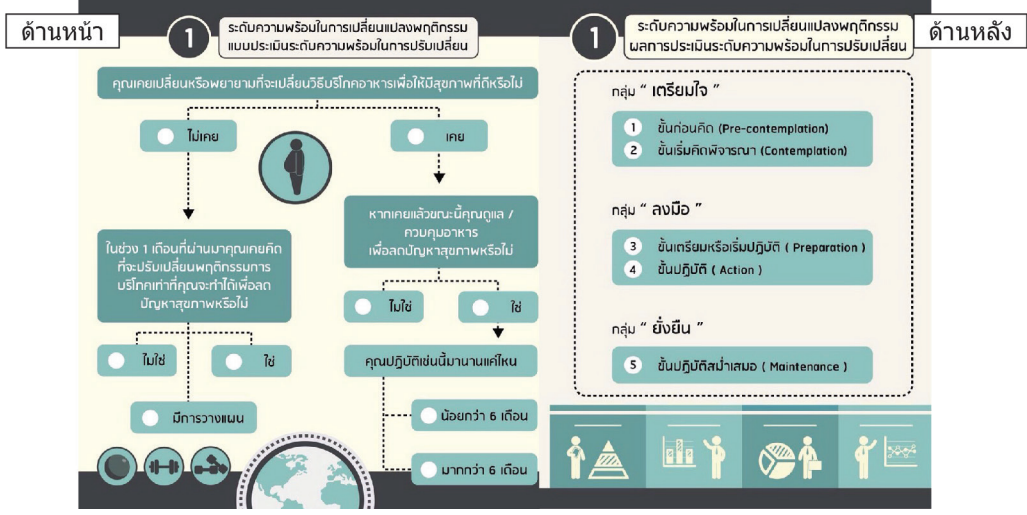 ด้านหน้า
1
ระดับความพร้อมในการเปลี่ยนแปลงพฤติกรรม
แบบประเมินระดับความพร้อมในการปรับเปลี่ยน
คุณเคยเปลี่ยนหรือพยายามที่จะเปลี่ยนวิธีบริโภคอาหารเพื่อให้มีสุขภาพที่ดีหรือไม่
ไม่เคย
เคย
ในช่วง 1 เดือนที่ผ่านมาคุณเคยคิด
ที่จะปรับเปลี่ยนพฤติกรรมการ
บริโภคเท่าที่คุณจะทำได้เพื่อลด
ปัญหาสุขภาพหรือไม่
ไม่ใช่
ใช่
มีการวางแผน
หากเคยแล้วขณะนี้คุณดูแล /
ควบคุมอาหาร
เพื่อลดปัญหาสุขภาพหรือไม่
ไม่ใช่
ใช่
คุณปฏิบัติเช่นนี้มานานแค่ไหน
น้อยกว่า 6 เดือน
มากกว่า 6 เดือน
ด้านหลัง
1
ระดับความพร้อมในการเปลี่ยนแปลงพฤติกรรม
ผลการประเมินระดับความพร้อมในการปรับเปลี่ยน
กลุ่ม “ เตรียมใจ ”
1 ขั้นก่อนคิด (Pre-contemplation)
2 ขั้นเริ่มคิดพิจารณา (Contemplation)
กลุ่ม “ ลงมือ ”
3 ขั้นเตรียมหรือเริ่มปฏิบัติ ( Preparation )
4 ขั้นปฏิบัติ ( Action )
กลุ่ม “ ยั่งยืน ”
5 ขั้นปฏิบัติสม่ำเสมอ ( Maintenance )